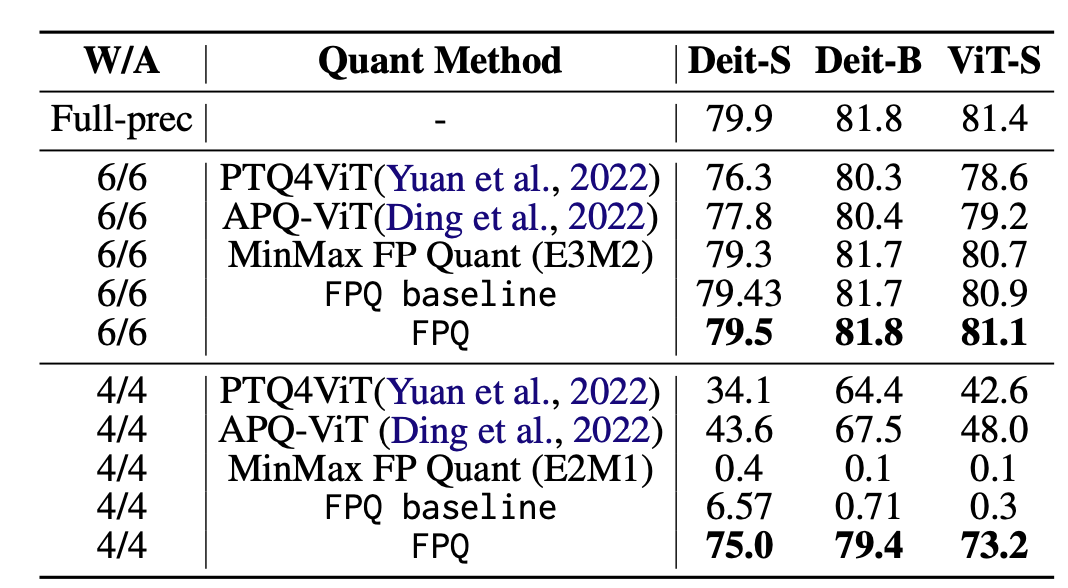 W/A Quant Method Deit-S Deit-B ViT-S
Full-prec - 79.9 81.8 81.4
6/6 PTQ4ViT(Yuan et al., 2022) 76.3 80.3 78.6
6/6 APQ-ViT(Ding et al., 2022) 77.8 80.4 79.2
6/6 MinMax FP Quant (E3M2) 79.3 81.7 80.7
6/6 FPQ baseline 79.43 81.7 80.9
6/6 FPQ 79.5 81.8 81.1
4/4 PTQ4ViT(Yuan et al., 2022) 34.1 64.4 42.6
4/4 APQ-ViT (Ding et al., 2022) 43.6 67.5 48.0
4/4 MinMax FP Quant (E2M1) 0.4 0.1 0.1
4/4 FPQ baseline 6.57 0.71 0.3
4/4 FPQ 75.0 79.4 73.2